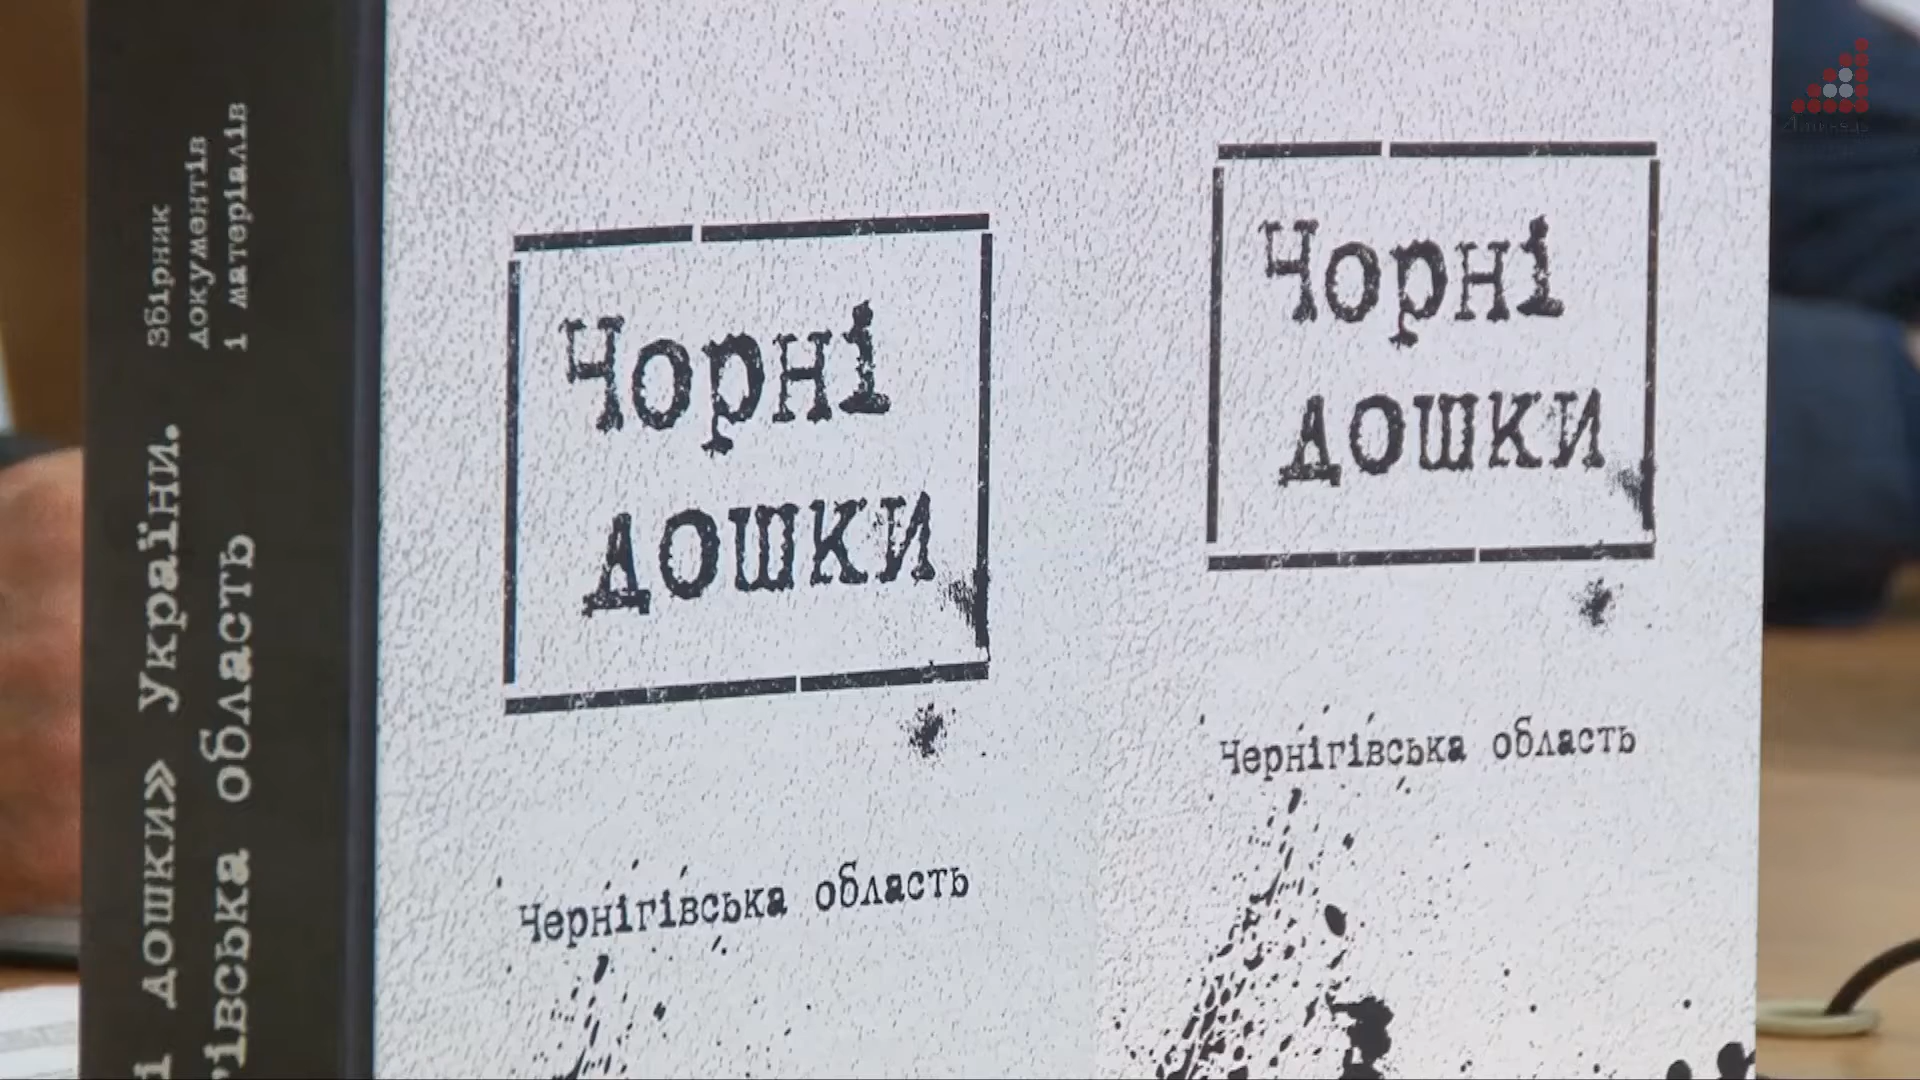 Збірник
документів
і матеріалів
і дошки» України.
гівська область
Чорні
дошки
Чернігівська область
Чорні
дошки
Чернігівська область